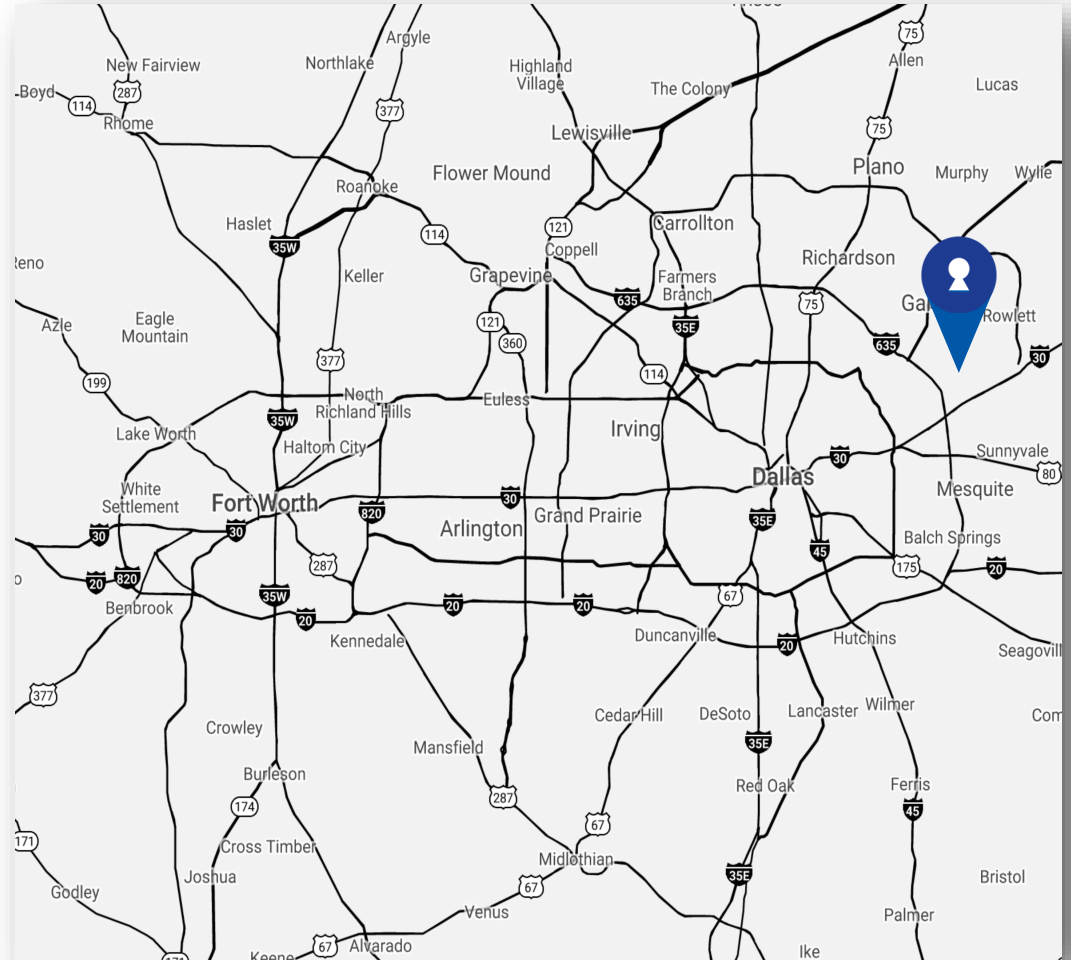 75
Argyle
New Fairview
Northlake
Highland
Village
Allen
Boyd
287
The Colony
Lucas
114
377
Rhome
75
Lewisville
Plano
Flower Mound
Murphy
Wylie
Roanoke
Haslet
121
Carrollton
35W
114
Coppell
Richardson
Keller
Grapevine
Farmers
Branch
635
75
Rowlett
Azle
Eagle
Mountain
121
35E
360
635
377
30
199
114
North
Richland Hills
Euless
35W
Lake Worth
Irving
Haltom City
30
Sunnyvale
80
Dallas
White
Settlement
Fort Worth
30
Mesquite
820
Grand Prairie
35E
Arlington
30
30
Balch Springs
45
287
175
20
20
820
35W
67
Benbrook
20
20
20
Kennedale
Duncanville
Hutchins
20
Seagovill
377
Crowley
Cedar Hill
DeSoto
Lancaster
Wilmer
Com
Mansfield
35E
Burleson
Red Oak
Ferris
287
174
45
67
171
Cross Timber
Midlothian
35E
Joshua
67
Bristol
Godley
Venus
Palmer
67
Alvarado
Ike
Keene